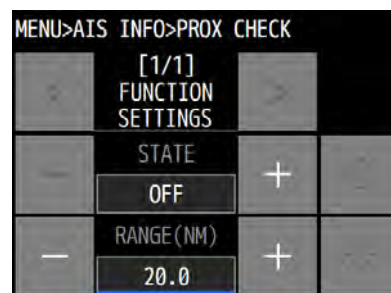 MENU>AIS INFO>PROX CHECK
[1/1]
FUNCTION
SETTINGS
STATE
+
OFF
RANGE(NM)
− +
20.0